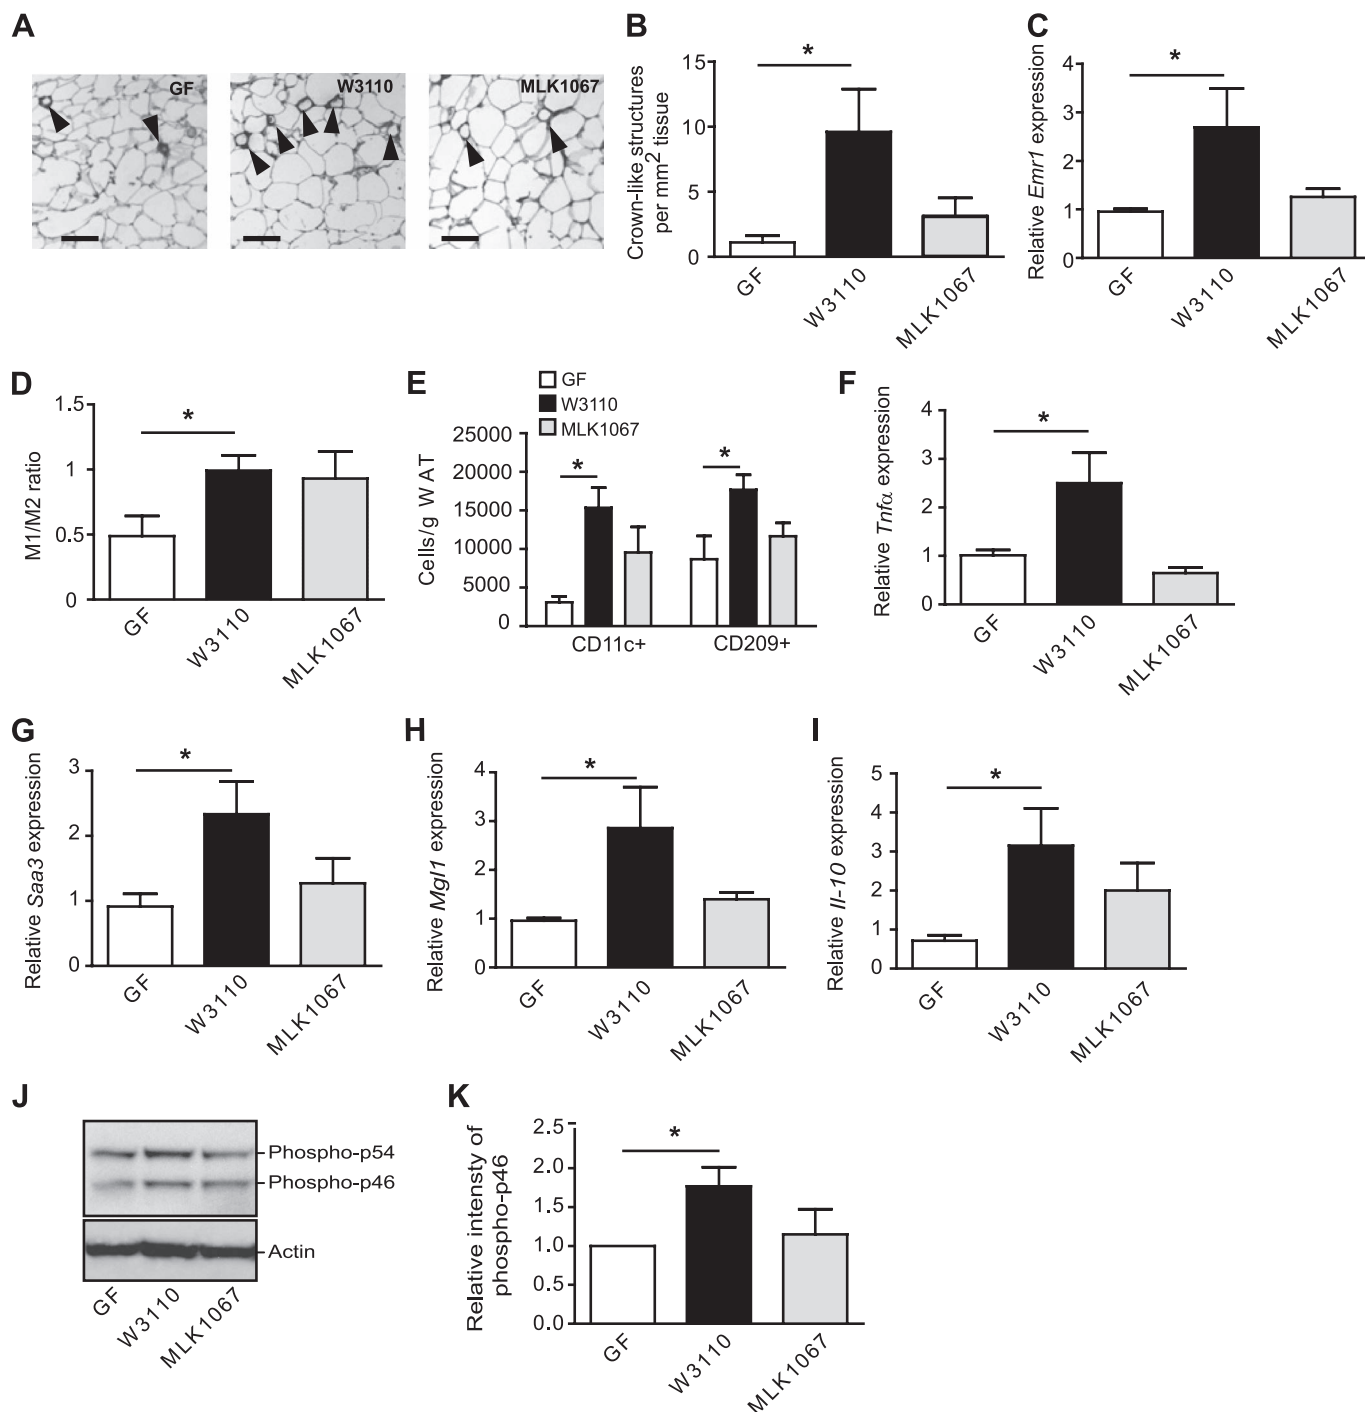 A
GF
W3110
MLK1067
B
Crown-like structures
per mm² tissue
15
10
5
0
*
GF
W3110
MLK1067
C
Relative Emr1 expression
4
3
2
1
0
*
GF
W3110
MLK1067
D
M1/M2 ratio
1.5
1
0.5
0
*
GF
W3110
MLK1067
E
GF
W3110
MLK1067
Cells/g WAT
25000
20000
15000
10000
5000
0
*
*
CD11c+
CD209+
F
Relative Tnfα expression
4
3
2
1
0
*
GF
W3110
MLK1067
G
Relative Saa3 expression
3
2
1
0
*
GF
W3110
MLK1067
H
Relative Mgl1 expression
4
3
2
1
0
*
GF
W3110
MLK1067
I
Relative Il-10 expression
5
4
3
2
1
0
*
GF
W3110
MLK1067
J
Phospho-p54
Phospho-p46
Actin
GF
W3110
MLK1067
K
Relative intensty of
phospho-p46
2.5
2.0
1.5
1.0
0.5
0.0
*
GF
W3110
MLK1067